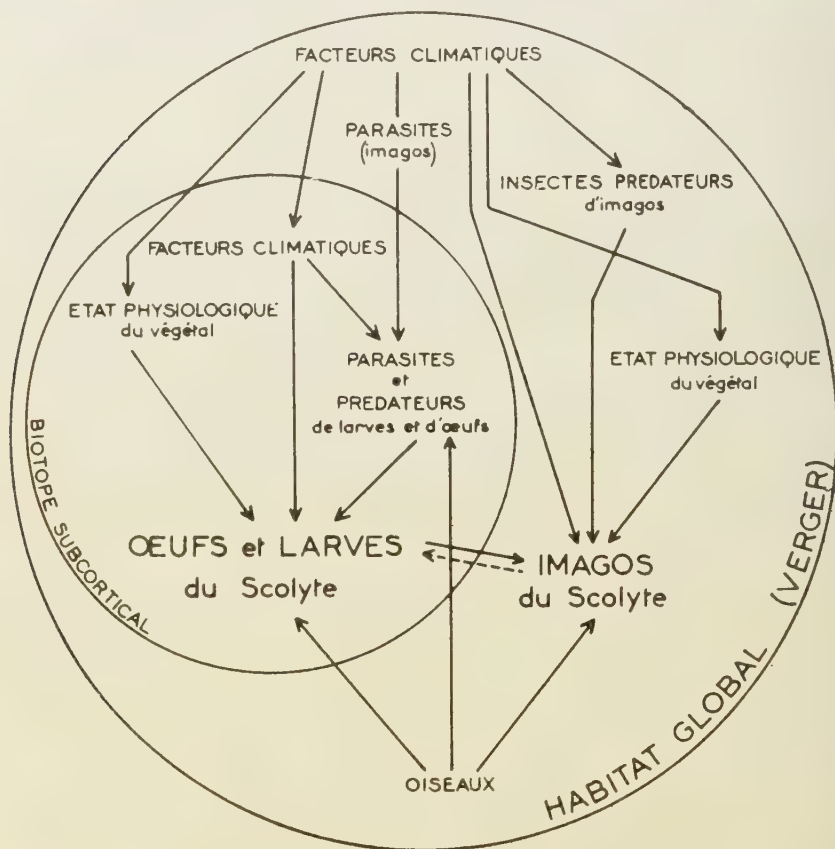 FACTEURS CLIMATIQUES
PARASITES
(imagos)
INSECTES PREDATEURS
d'imagos
FACTEURS CLIMATIQUES
ETAT PHYSIOLOGIQUE
du végétal
PARASITES
et
PREDATEURS
de larves et d'œufs
ETAT PHYSIOLOGIQUE
du végétal
BIOTOPE SUBCORTICAL
ŒUFS et LARVES
du Scolyte
IMAGOS
du Scolyte
OISEAUX
HABITAT GLOBAL (VERGER)